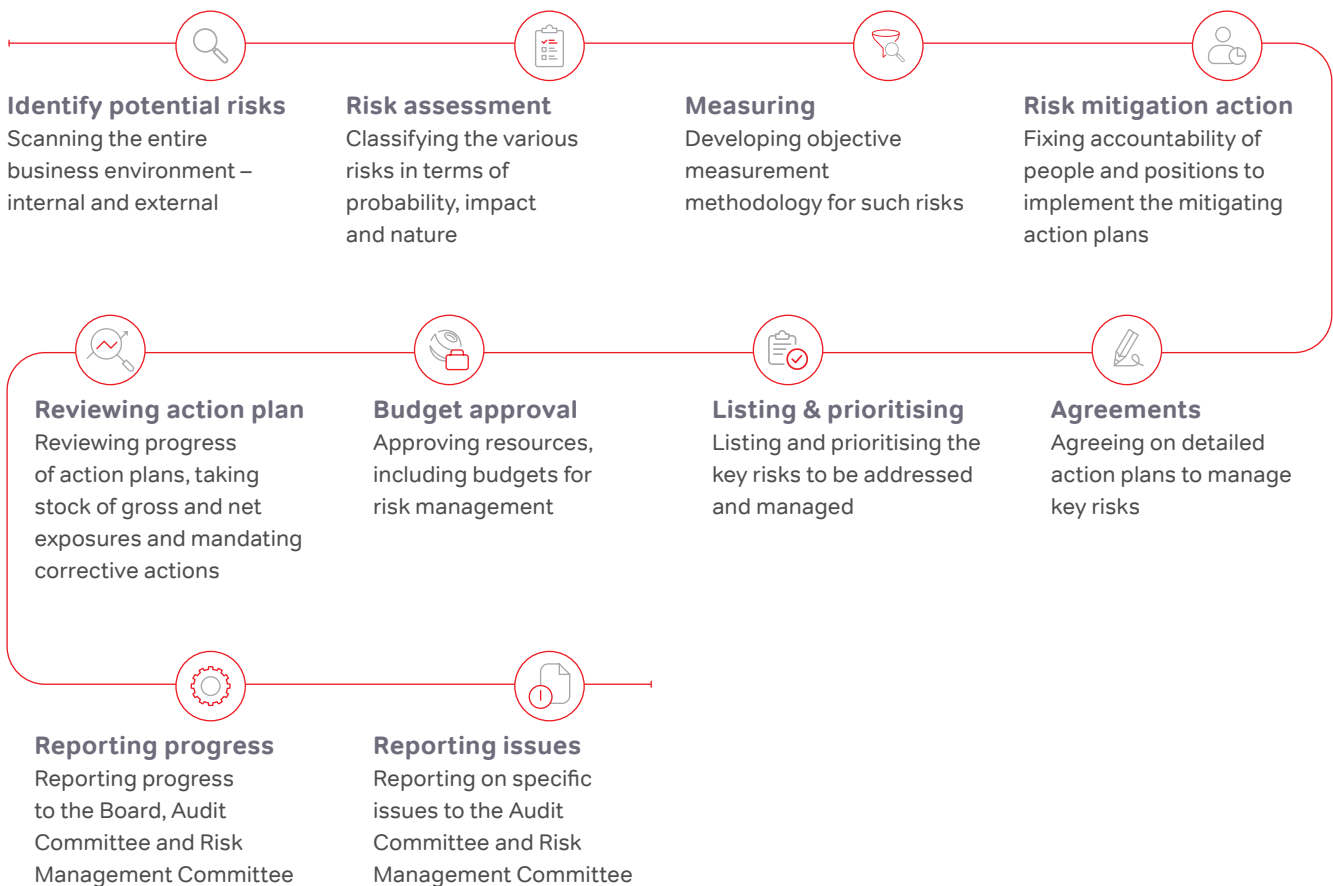 Identify potential risks
Scanning the entire
business environment –
internal and external
Risk assessment
Classifying the various
risks in terms of
probability, impact
and nature
Measuring
Developing objective
measurement
methodology for such risks
Risk mitigation action
Fixing accountability of
people and positions to
implement the mitigating
action plans
Reviewing action plan
Reviewing progress
of action plans, taking
stock of gross and net
exposures and mandating
corrective actions
Budget approval
Approving resources,
including budgets for
risk management
Listing & prioritising
Listing and prioritising the
key risks to be addressed
and managed
Agreements
Agreeing on detailed
action plans to manage
key risks
Reporting progress
Reporting progress
to the Board, Audit
Committee and Risk
Management Committee
Reporting issues
Reporting on specific
issues to the Audit
Committee and Risk
Management Committee